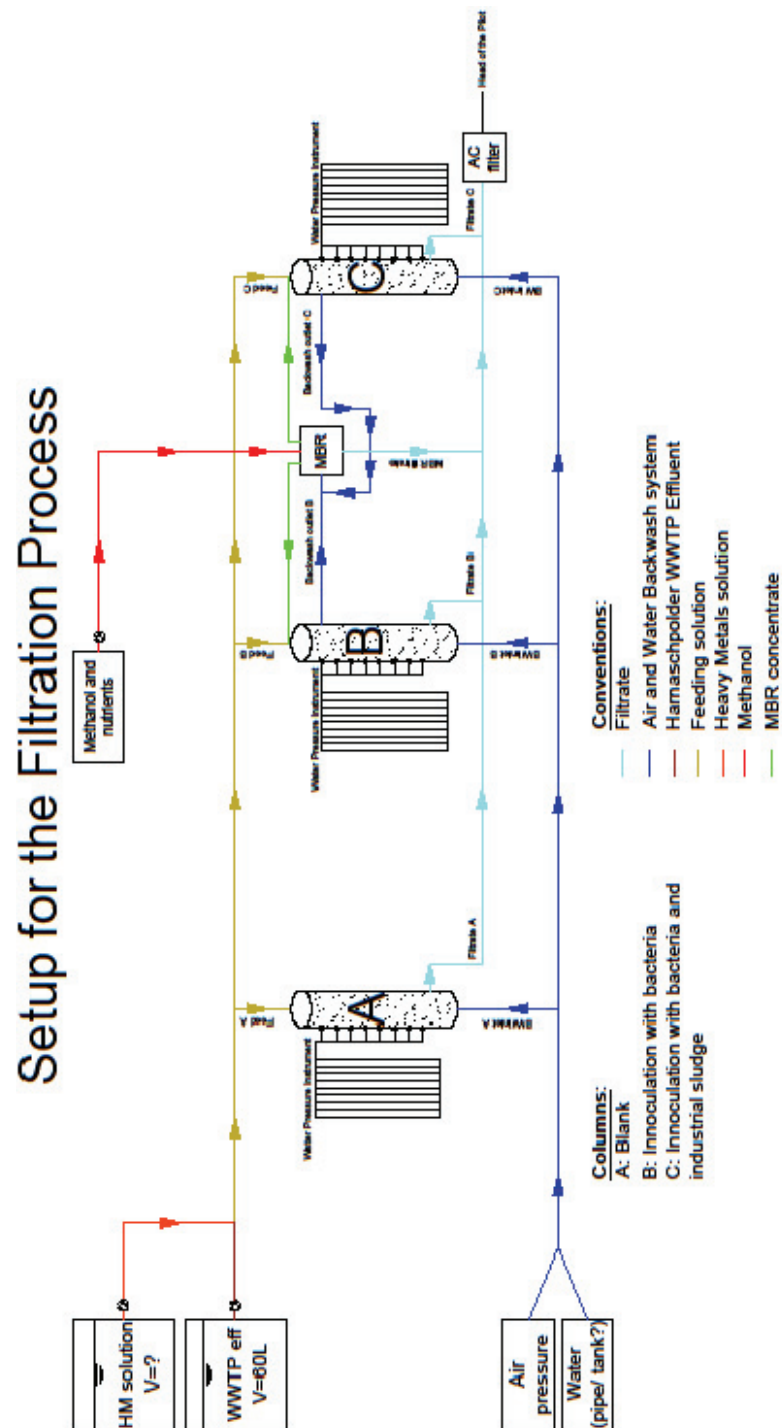 Setup for the Filtration Process
HM solution
V=?
WWTP eff
V=60L
Methanol and
nutrients
Feed A
Feed B
Feed C
Water Pressure Instrument
A
Water Pressure Instrument
B
Water Pressure Instrument
C
Backwash outlet B
MBR
Backwash outlet C
MBR filtrate
Filtrate A
Filtrate B
Filtrate C
AC
filter
Head of the Pilot
BW Inlet A
BW Inlet B
BW Inlet C
Air
pressure
Water
(pipe/ tank?)
Columns:
A: Blank
B: Innoculation with bacteria
C: Innoculation with bacteria and
industrial sludge
Conventions:
Filtrate
Air and Water Backwash system
Harnaschpolder WWTP Effluent
Feeding solution
Heavy Metals solution
Methanol
MBR concentrate